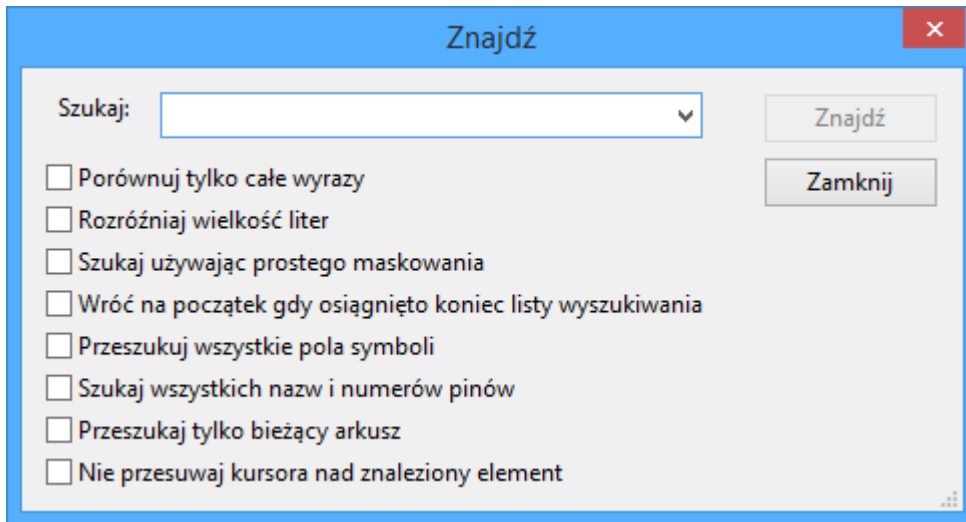 Znajdź
Szukaj:
Znajdź
Porównuj tylko całe wyrazy
Zamknij
Rozróźniaj wielkość liter
Szukaj używając prostego maskowania
Wróć na początek gdy osiągnięto koniec listy wyszukiwania
Przeszukuj wszystkie pola symboli
Szukaj wszystkich nazw i numerów pinów
Przeszukaj tylko bieżący arkusz
Nie przesuwaj kursora nad znaleziony element